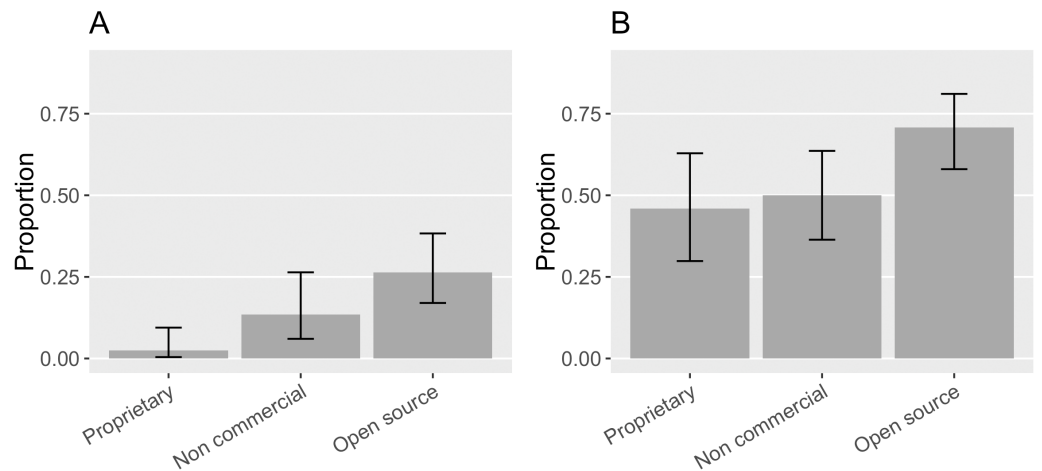 A
Proportion
0.75
0.50
0.25
0.00
Proprietary
Non commercial
Open source
B
Proportion
0.75
0.50
0.25
0.00
Proprietary
Non commercial
Open source